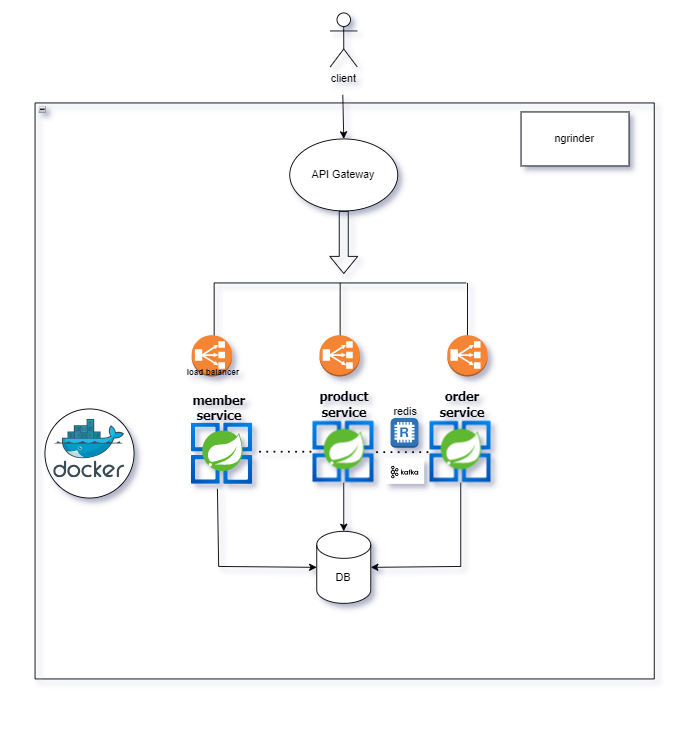 client
ngrinder
API Gateway
load balancer
member
service
product
service
order
service
redis
R
kafka
docker
DB